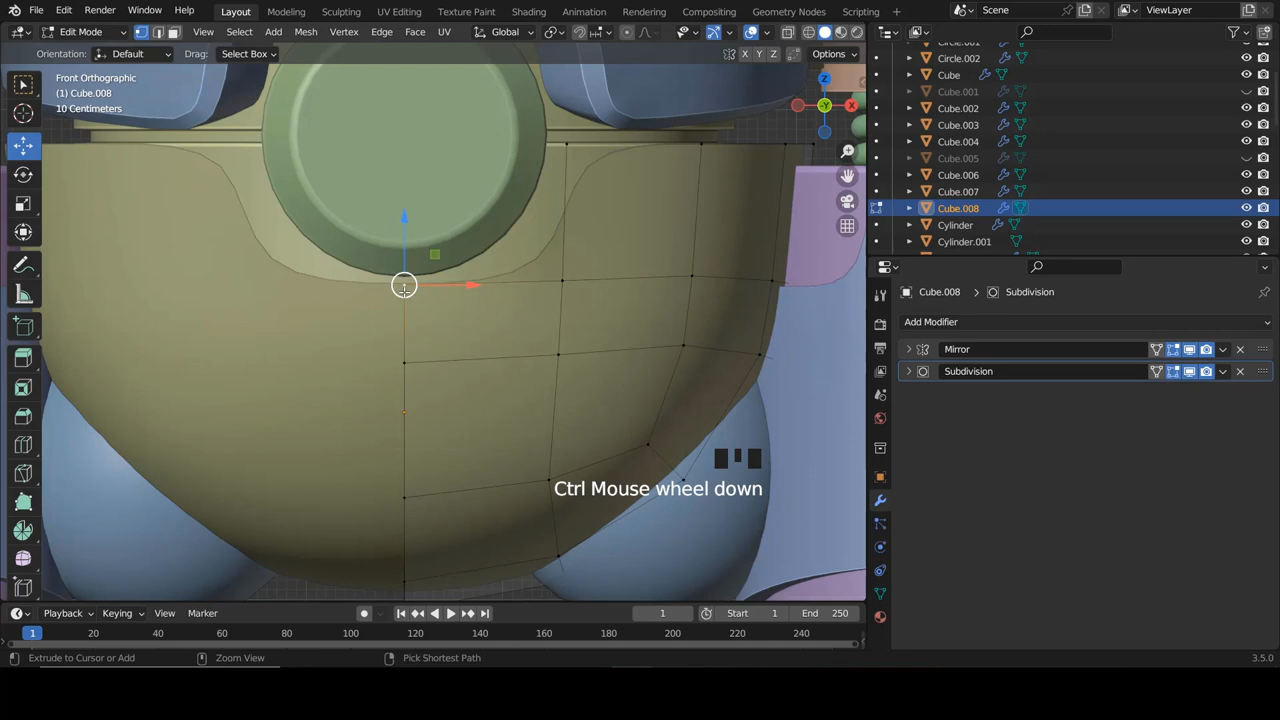 File Edit Render Window Help Layout Modeling Sculpting UV Editing Texture Paint Shading Animation Rendering Compositing Geometry Nodes Scripting + Scene ViewLayer
Edit Mode View Select Add Mesh Vertex Edge Face UV Global
Orientation: Default Drag: Select Box X Y Z Options
Front Orthographic
(1) Cube.008
10 Centimeters
Z
X
-Y
Circle.001
Circle.002
Cube
Cube.001
Cube.002
Cube.003
Cube.004
Cube.005
Cube.006
Cube.007
Cube.008
Cylinder
Cylinder.001
Cube.008 > Subdivision
Add Modifier
Mirror
Subdivision
Ctrl Mouse wheel down
Playback Keying View Marker 1 Start 1 End 250
1 20 40 60 80 100 120 140 160 180 200 220 240
Extrude to Cursor or Add Zoom View Pick Shortest Path 3.5.0